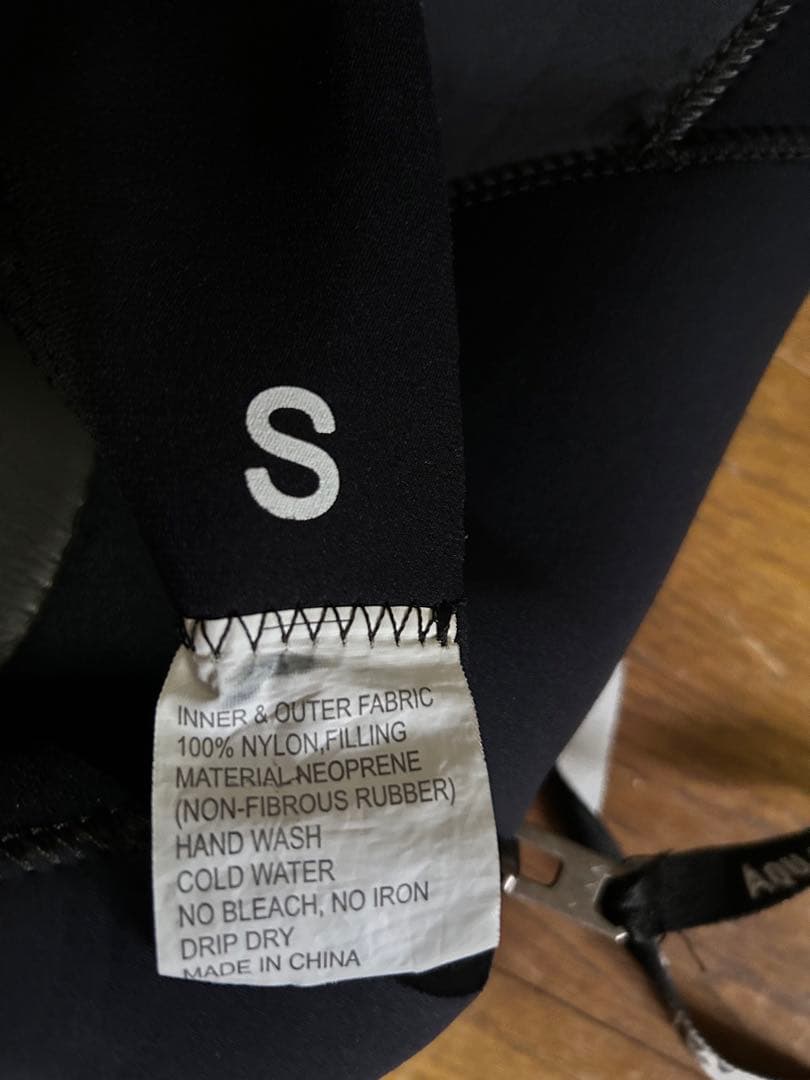 S
INNER & OUTER FABRIC
100% NYLON,FILLING
MATERIAL NEOPRENE
(NON-FIBROUS RUBBER)
HAND WASH
COLD WATER
NO BLEACH, NO IRON
DRIP DRY
MADE IN CHINA
Aqu